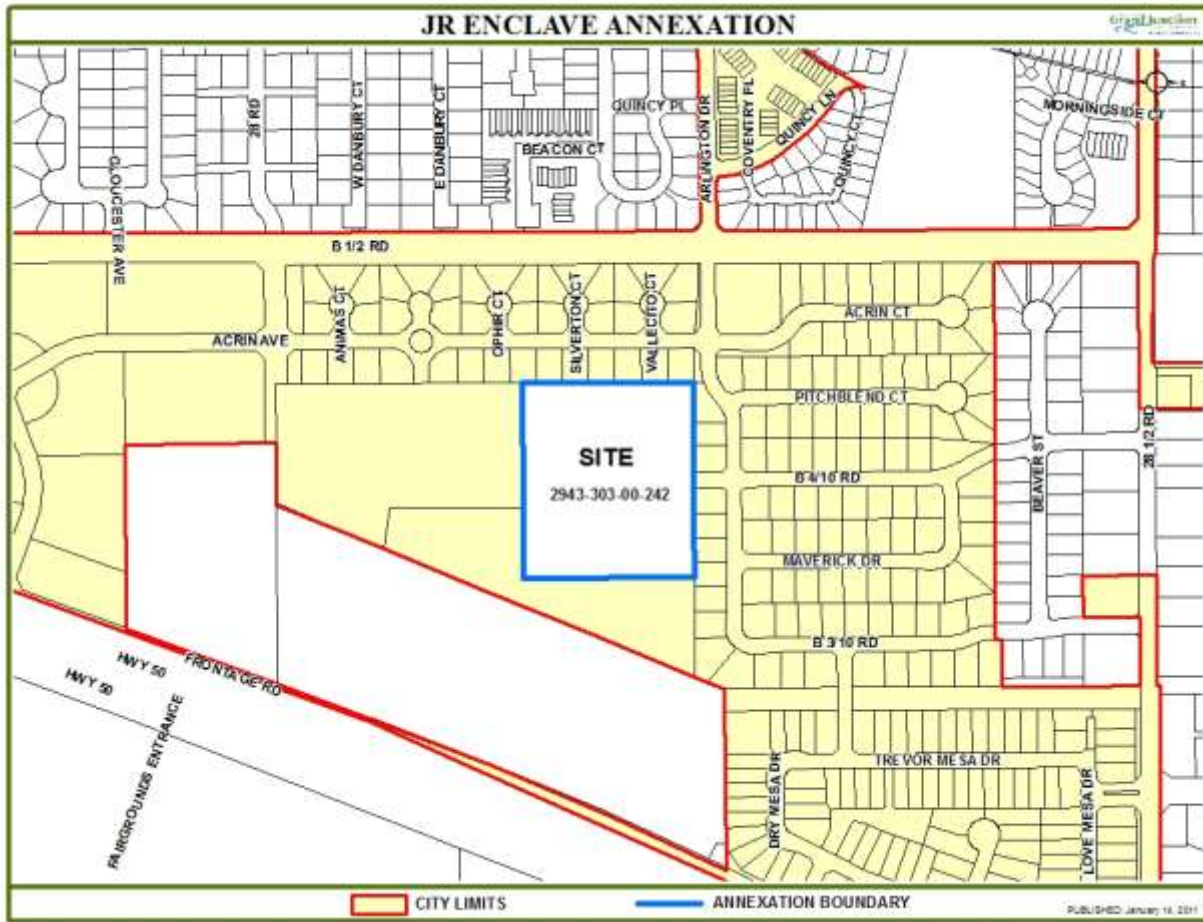 JR ENCLAVE ANNEXATION
Grand Junction
28 RD
W DANBURY CT
E DANBURY CT
QUINCY PL
BEACON CT
ARLINGTON DR
COVENTRY PL
QUINCY LN
QUINCY CT
MORNINGSIDE CT
GLOUCESTER AVE
B 1/2 RD
ACRIN AVE
ANIMAS CT
OPHIR CT
SILVERTON CT
VALLECITO CT
ACRIN CT
PITCHBLEND CT
SITE
2943-303-00-242
B 4/10 RD
BEAVER ST
28 1/2 RD
MAVERICK DR
B 3/10 RD
HWY 50
HWY 50
FRONTAGE RD
FAIRGROUNDS ENTRANCE
TREVOR MESA DR
DRY MESA DR
LOVE MESA DR
CITY LIMITS
ANNEXATION BOUNDARY